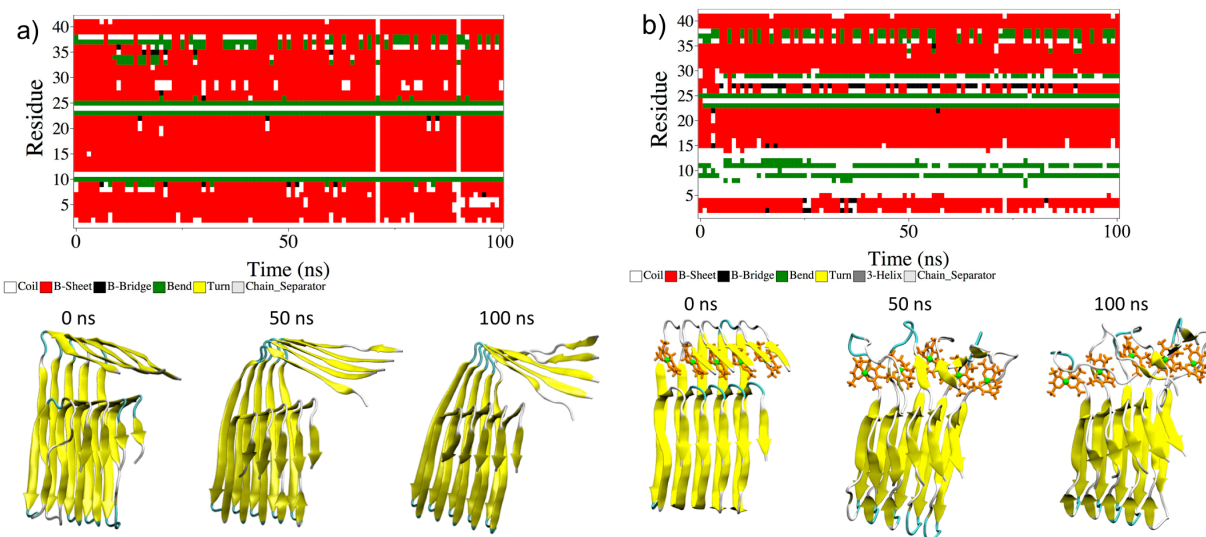 a)
Residue
40
35
30
25
20
15
10
5
0
50
100
Time (ns)
Coil B-Sheet B-Bridge Bend Turn Chain_Separator
0 ns
50 ns
100 ns
b)
Residue
40
35
30
25
20
15
10
5
0
50
100
Time (ns)
Coil B-Sheet B-Bridge Bend Turn 3-Helix Chain_Separator
0 ns
50 ns
100 ns